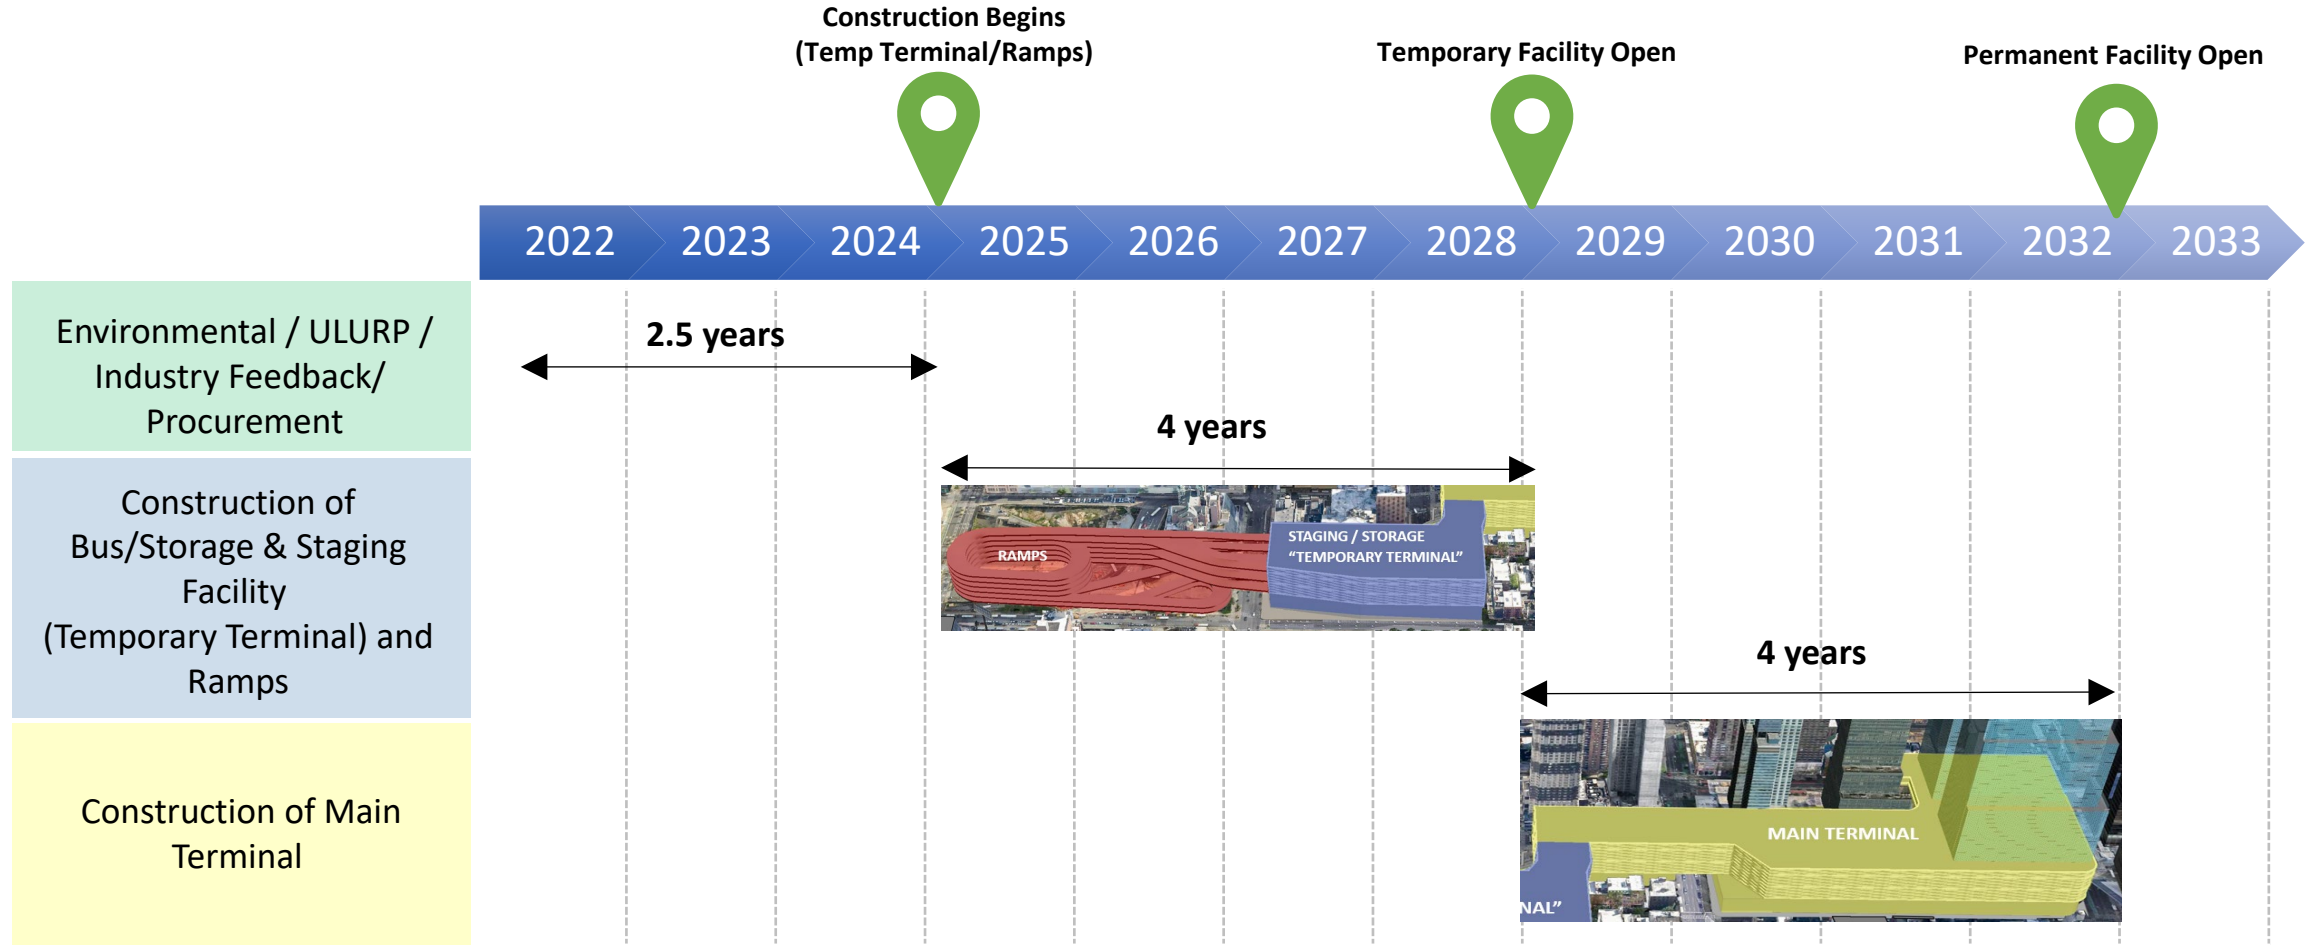 Construction Begins
(Temp Terminal/Ramps)
Temporary Facility Open
Permanent Facility Open
2022 2023 2024 2025 2026 2027 2028 2029 2030 2031 2032 2033
Environmental / ULURP /
Industry Feedback/
Procurement
2.5 years
Construction of
Bus/Storage & Staging
Facility
(Temporary Terminal) and
Ramps
4 years
RAMPS
STAGING / STORAGE
“TEMPORARY TERMINAL”
Construction of Main
Terminal
4 years
MAIN TERMINAL
NAL”